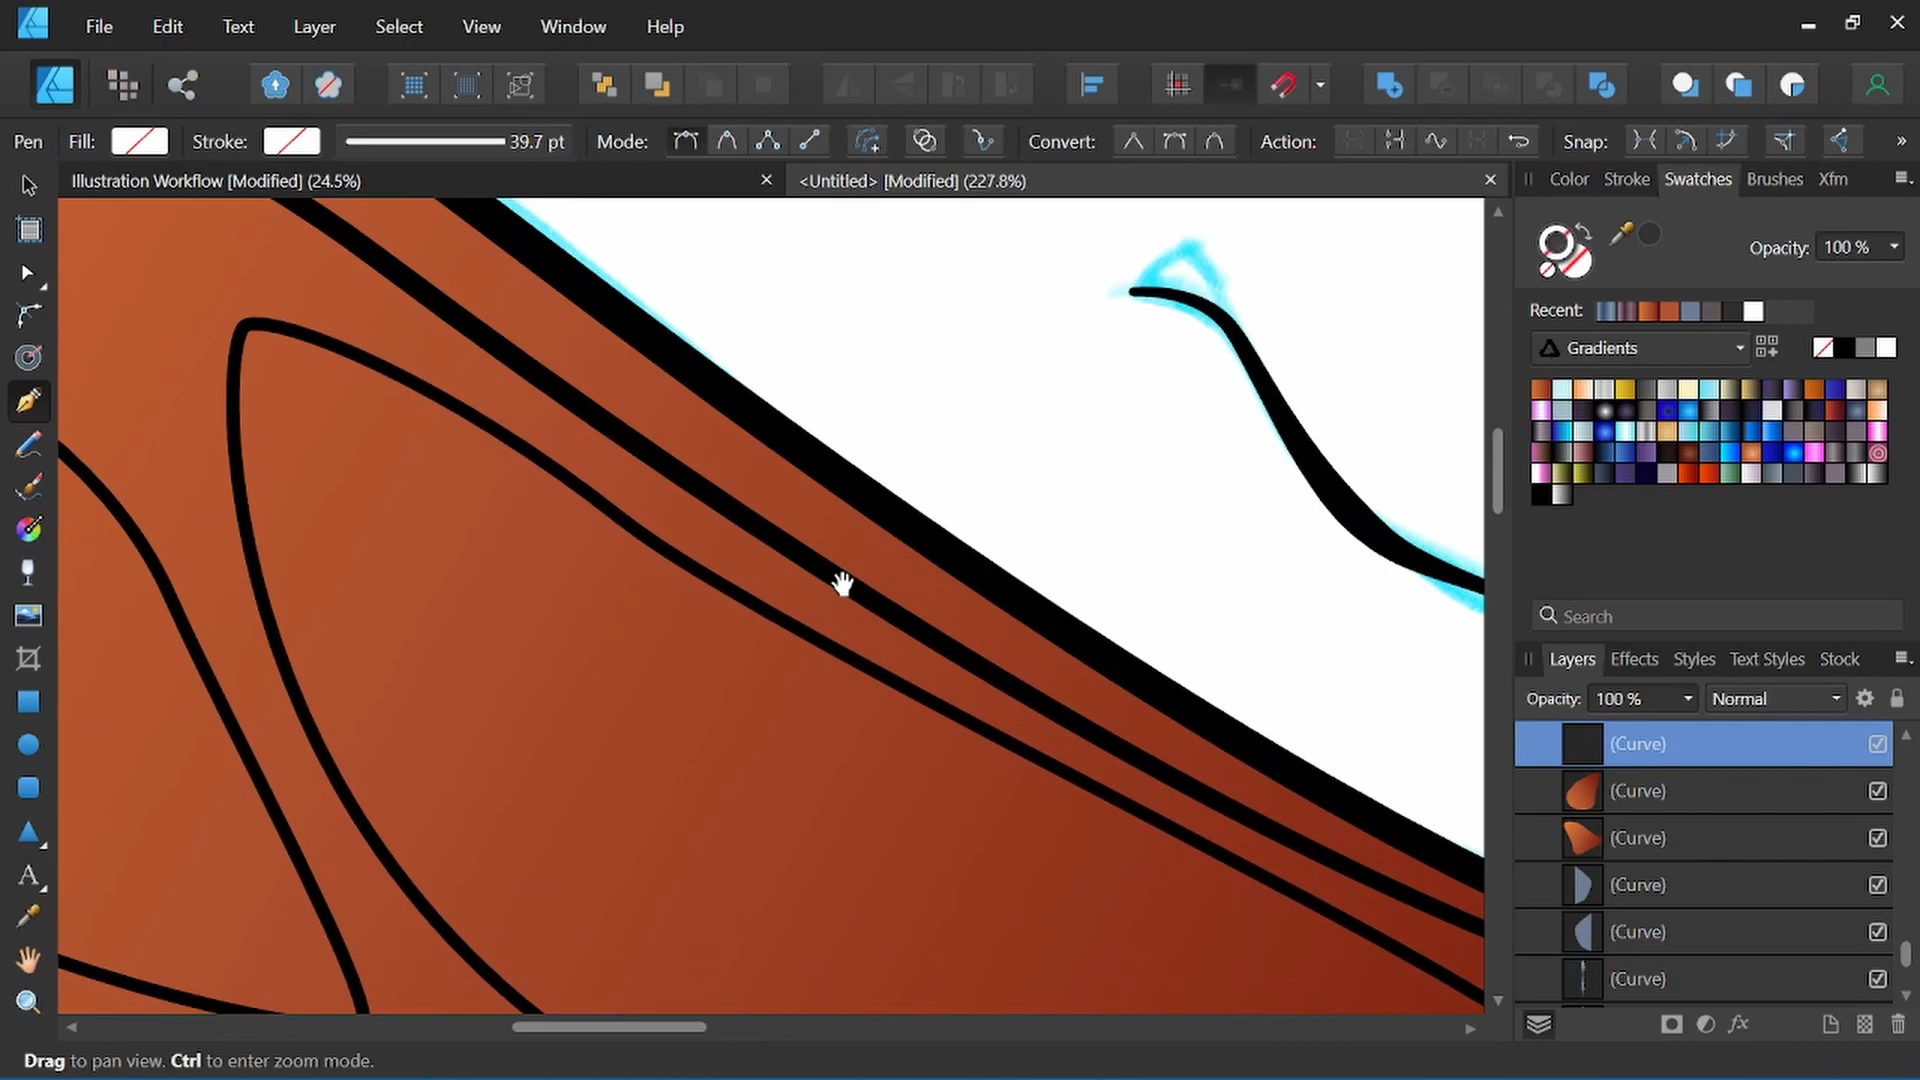 File Edit Text Layer Select View Window Help
Pen Fill: Stroke: 39.7 pt Mode: Convert: Action: Snap: »
Illustration Workflow [Modified] (24.5%) <Untitled> [Modified] (227.8%)
Color Stroke Swatches Brushes Xfm
Opacity: 100 %
Recent:
Gradients
Search
Layers Effects Styles Text Styles Stock
Opacity: 100 % Normal
(Curve)
(Curve)
(Curve)
(Curve)
(Curve)
(Curve)
Drag to pan view. Ctrl to enter zoom mode.